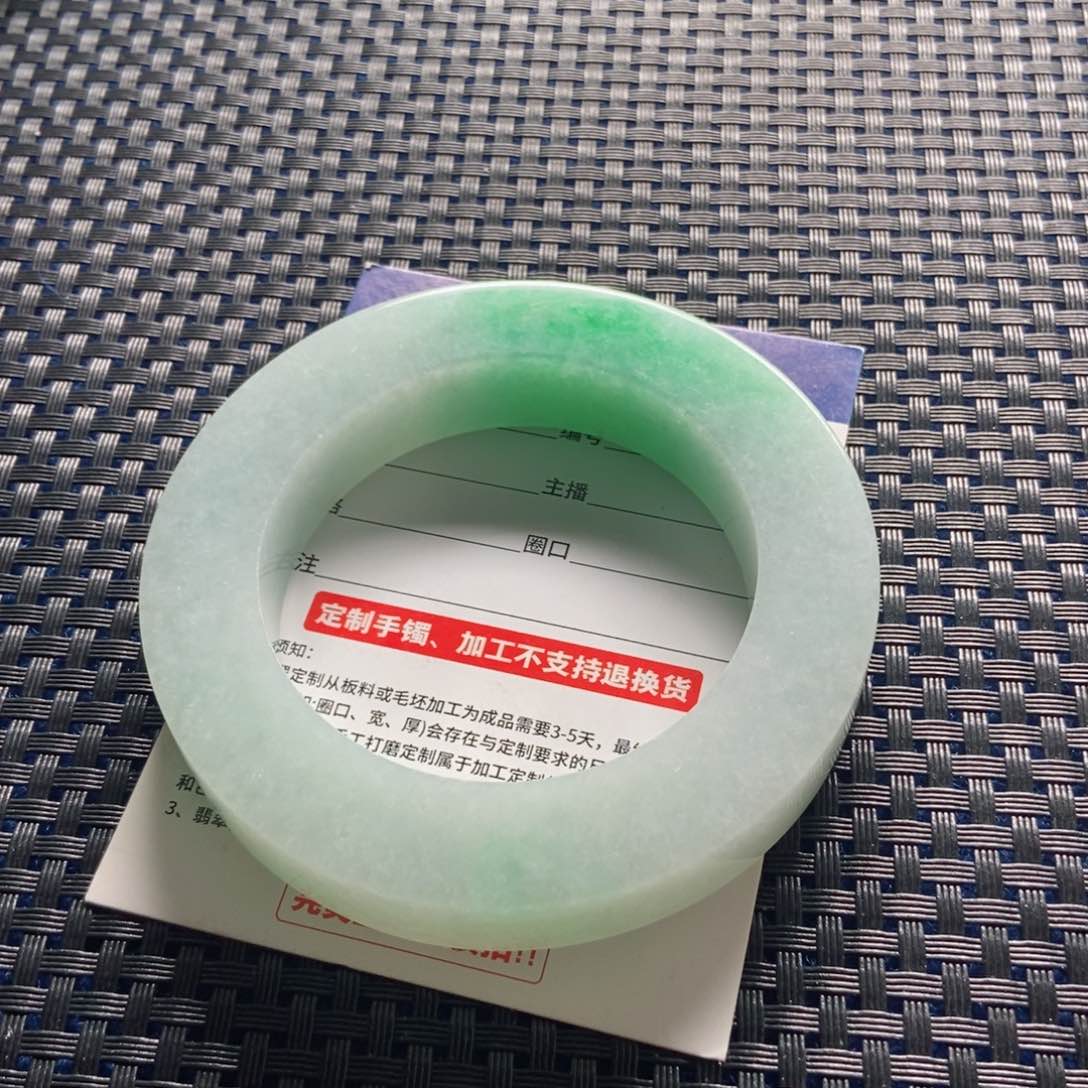 编号
主播
圈口
注
定制手镯、加工不支持退换货
须知：
定制从板料或毛坯加工为成品需要3-5天，最
圈口、宽、厚)会存在与定制要求的
工打磨定制属于加工定制
和
3、翡翠
!!